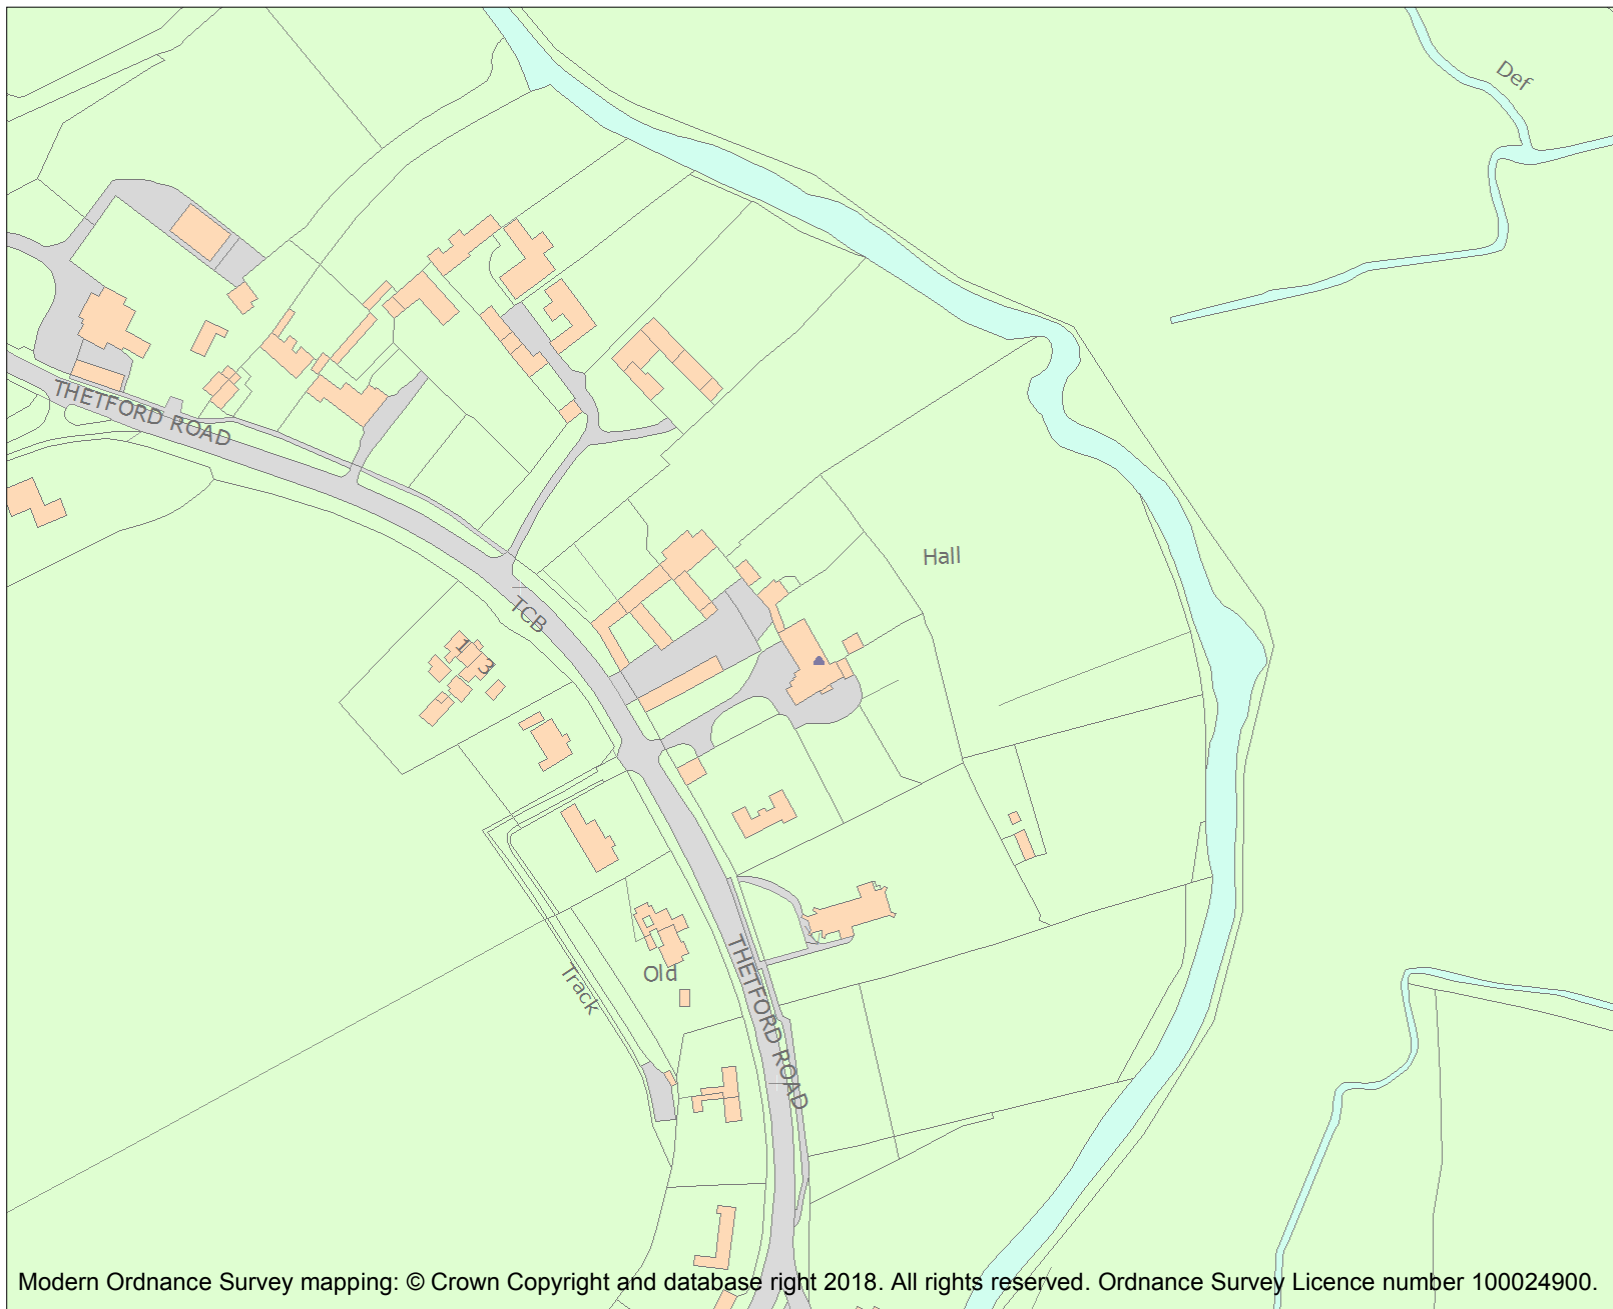 Def
THETFORD ROAD
Hall
TCB
1
3
Old
THETFORD ROAD
Track
Modern Ordnance Survey mapping: © Crown Copyright and database right 2018. All rights reserved. Ordnance Survey Licence number 100024900.